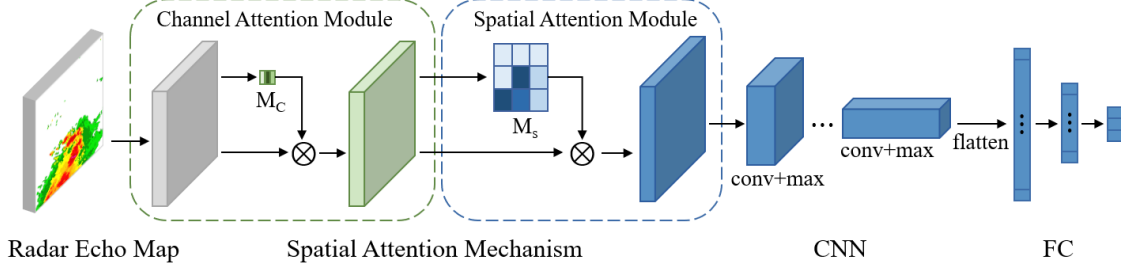 Channel Attention Module
Spatial Attention Module
M_C
M_s
...
conv+max
conv+max
flatten
Radar Echo Map
Spatial Attention Mechanism
CNN
FC